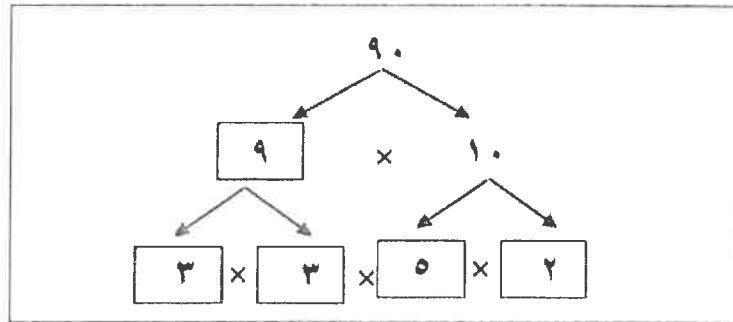 ٩٠
٩ × ١٠
٣ × ٣ × ٥ × ٢